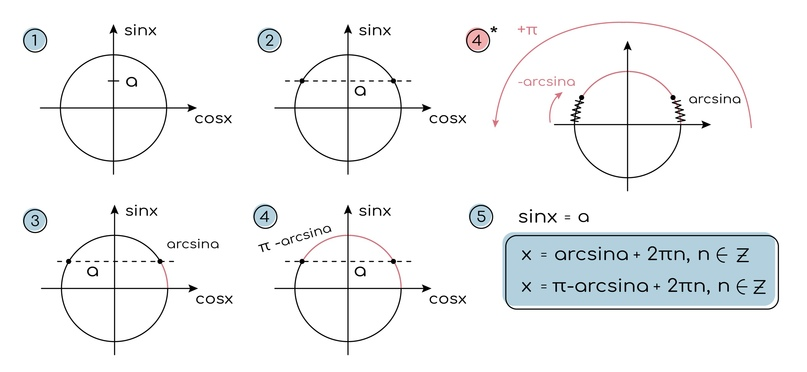 1
sinx
a
cosx
2
sinx
a
cosx
4*
+π
-arcsina
arcsina
3
sinx
arcsina
a
cosx
4
sinx
π -arcsina
a
cosx
5
sinx = a
x = arcsina + 2πn, n ∈ Z
x = π-arcsina + 2πn, n ∈ Z